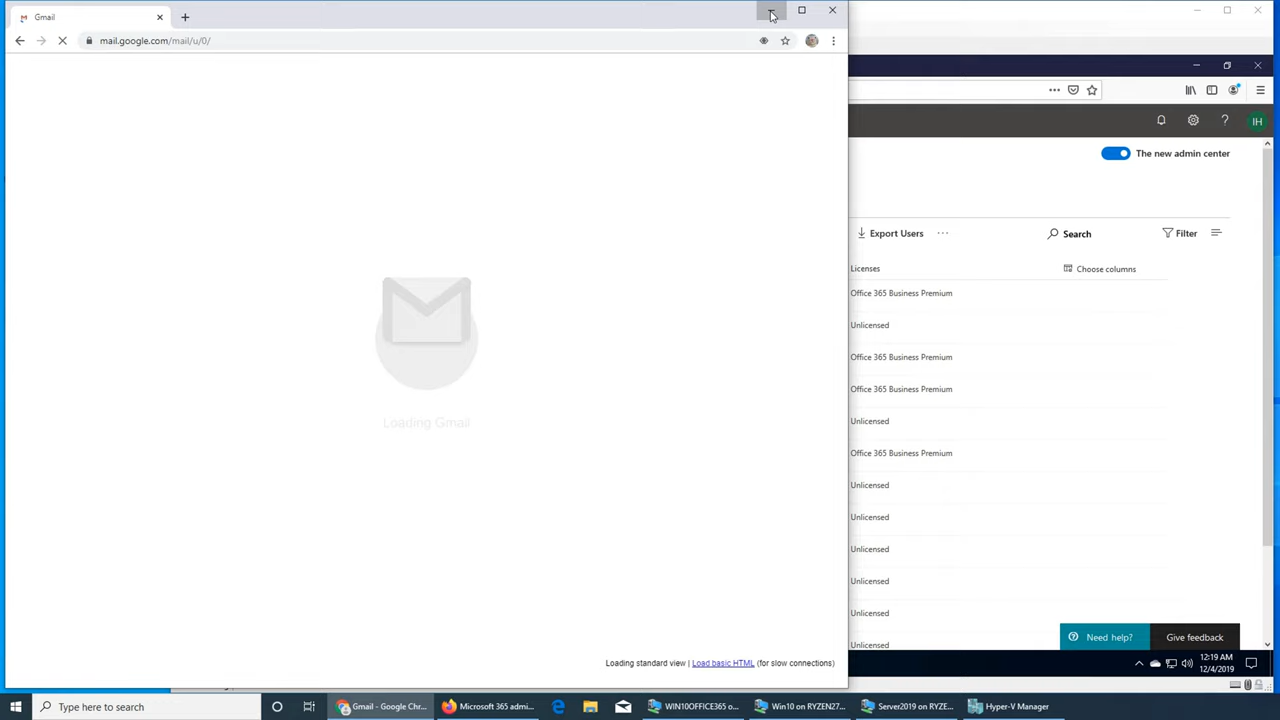 Gmail
mail.google.com/mail/u/0/
IH
The new admin center
Export Users
Search
Filter
Licenses
Choose columns
Office 365 Business Premium
Unlicensed
Office 365 Business Premium
Office 365 Business Premium
Unlicensed
Office 365 Business Premium
Unlicensed
Unlicensed
Unlicensed
Unlicensed
Unlicensed
Unlicensed
Loading Gmail
Need help?
Give feedback
Loading standard view | Load basic HTML (for slow connections)
12:19 AM
12/4/2019
Type here to search
Gmail - Google Chr...
Microsoft 365 admi...
WIN10OFFICE365 o...
Win10 on RYZEN27...
Server2019 on RYZE...
Hyper-V Manager